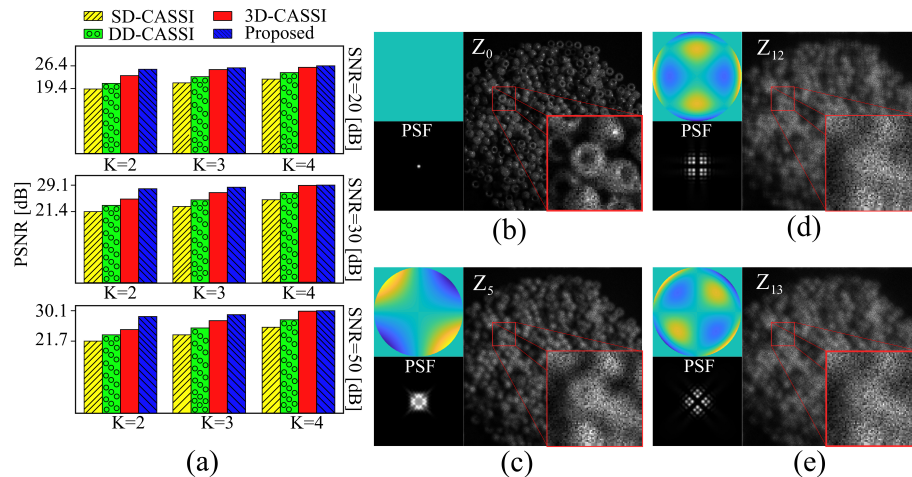 SD-CASSI 3D-CASSI
DD-CASSI Proposed
PSNR [dB]
26.4
19.4
K=2 K=3 K=4
SNR=20 [dB]
29.1
21.4
K=2 K=3 K=4
SNR=30 [dB]
30.1
21.7
K=2 K=3 K=4
SNR=50 [dB]
(a)
Z0
PSF
(b)
Z12
PSF
(d)
Z5
PSF
(c)
Z13
PSF
(e)